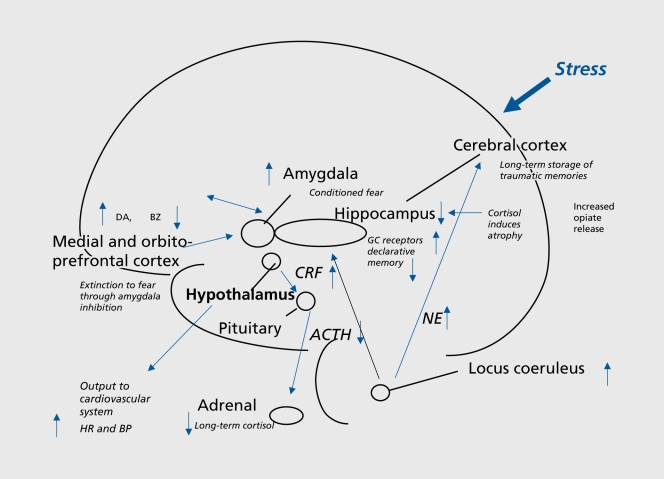 Stress
Cerebral cortex
Long-term storage of
traumatic memories
Amygdala
Conditioned fear
Hippocampus
Cortisol
induces
atrophy
Increased
opiate
release
DA, BZ
Medial and orbito-
prefrontal cortex
GC receptors
declarative
memory
Extinction to fear
through amygdala
inhibition
CRF
Hypothalamus
Pituitary
ACTH
NE
Locus coeruleus
Output to
cardiovascular
system
HR and BP
Adrenal
Long-term cortisol